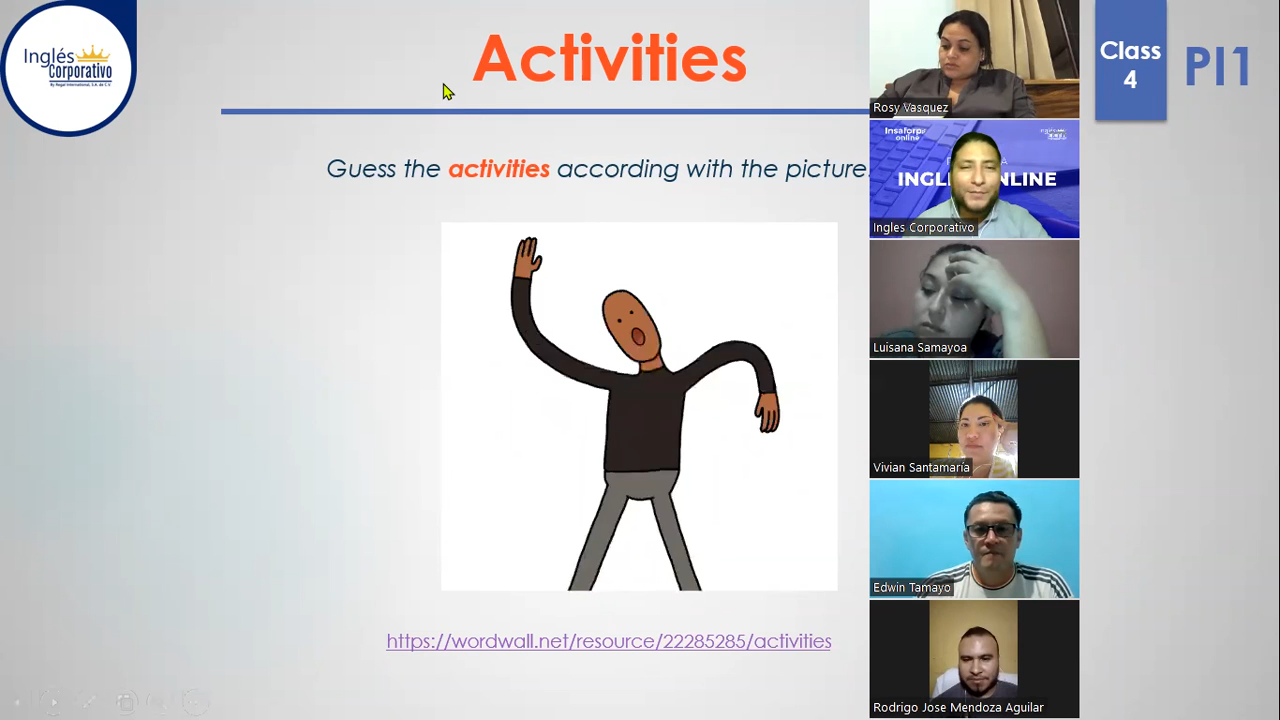 Inglés
Corporativo
By Regal International, S.A. de C.V.
Activities
Class
4
PI1
Guess the activities according with the picture
https://wordwall.net/resource/22285285/activities
Rosy Vasquez
Insaforp
online
INGL ONLINE
Ingles Corporativo
Luisana Samayoa
Vivian Santamaría
Edwin Tamayo
Rodrigo Jose Mendoza Aguilar